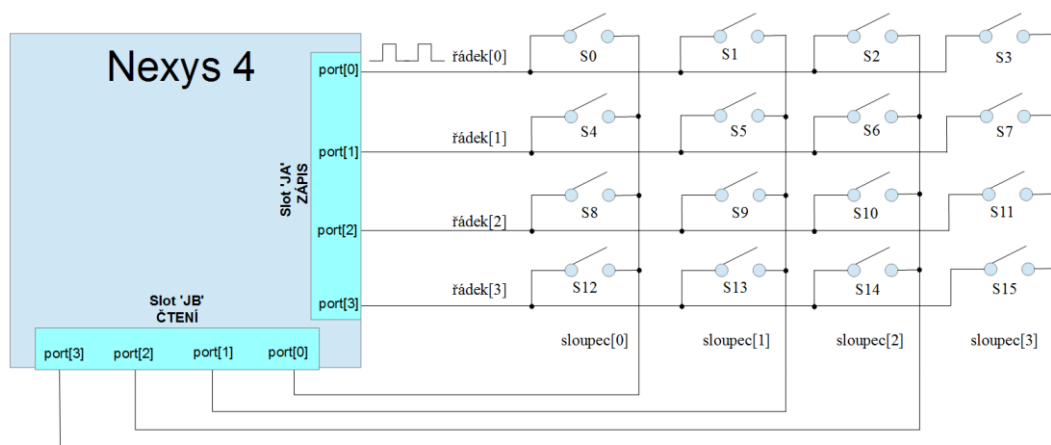 Nexys 4
port[0]
port[1]
port[2]
port[3]
Slot 'JA'
ZÁPIS
Slot 'JB'
ČTENÍ
port[3] port[2] port[1] port[0]
řádek[0]
S0 S1 S2 S3
řádek[1]
S4 S5 S6 S7
řádek[2]
S8 S9 S10 S11
řádek[3]
S12 S13 S14 S15
sloupec[0] sloupec[1] sloupec[2] sloupec[3]